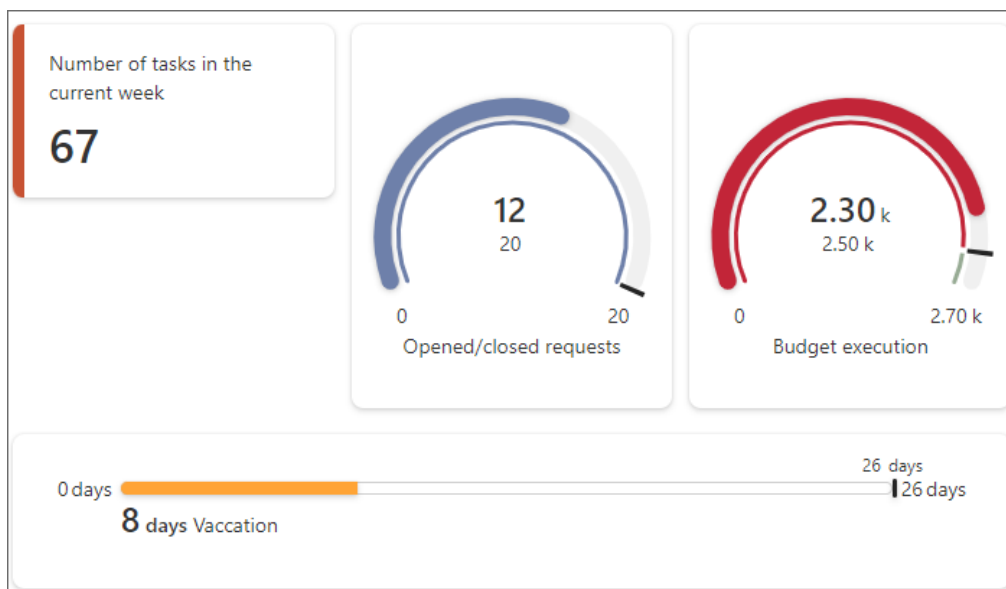 Number of tasks in the
current week
67
12
20
0
20
Opened/closed requests
2.30 k
2.50 k
0
2.70 k
Budget execution
26 days
0 days
26 days
8 days Vaccation